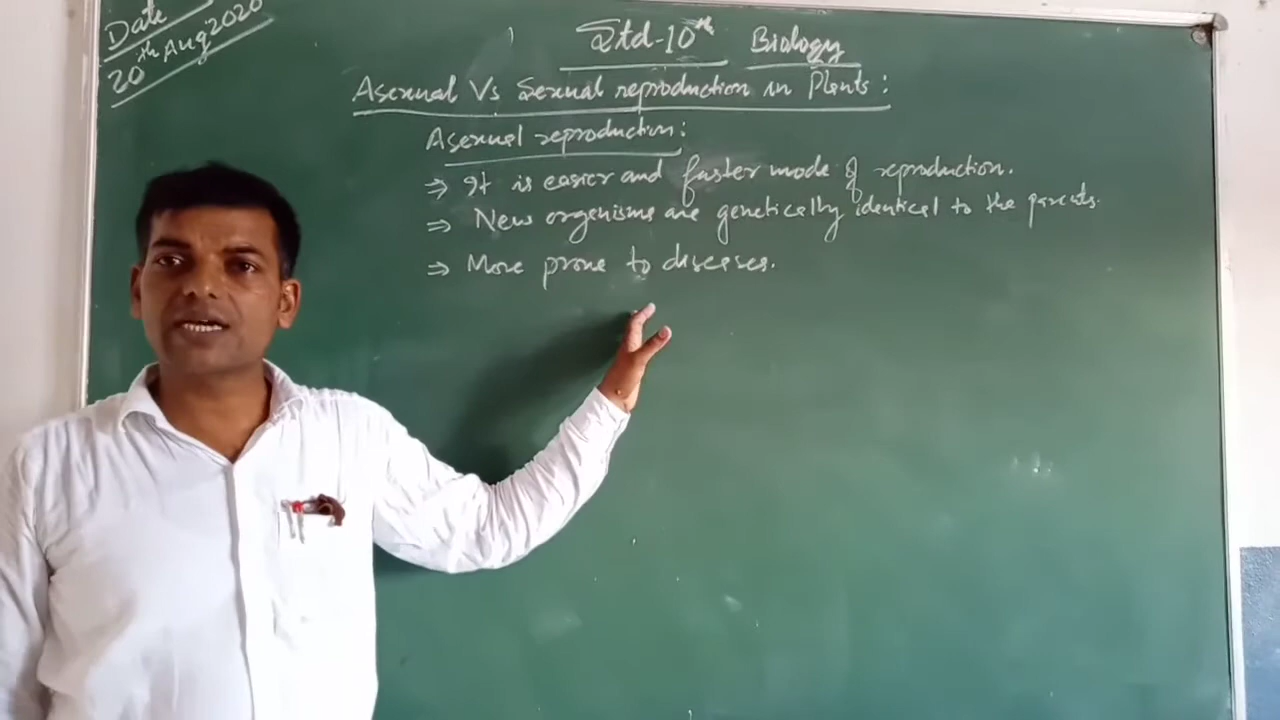 Date
20th Aug 2020
Std-10th Biology
Asexual Vs Sexual reproduction in Plants:
Asexual reproduction:
⇒ It is easier and faster mode of reproduction.
⇒ New organisms are genetically identical to the parents.
⇒ More prone to diseases.